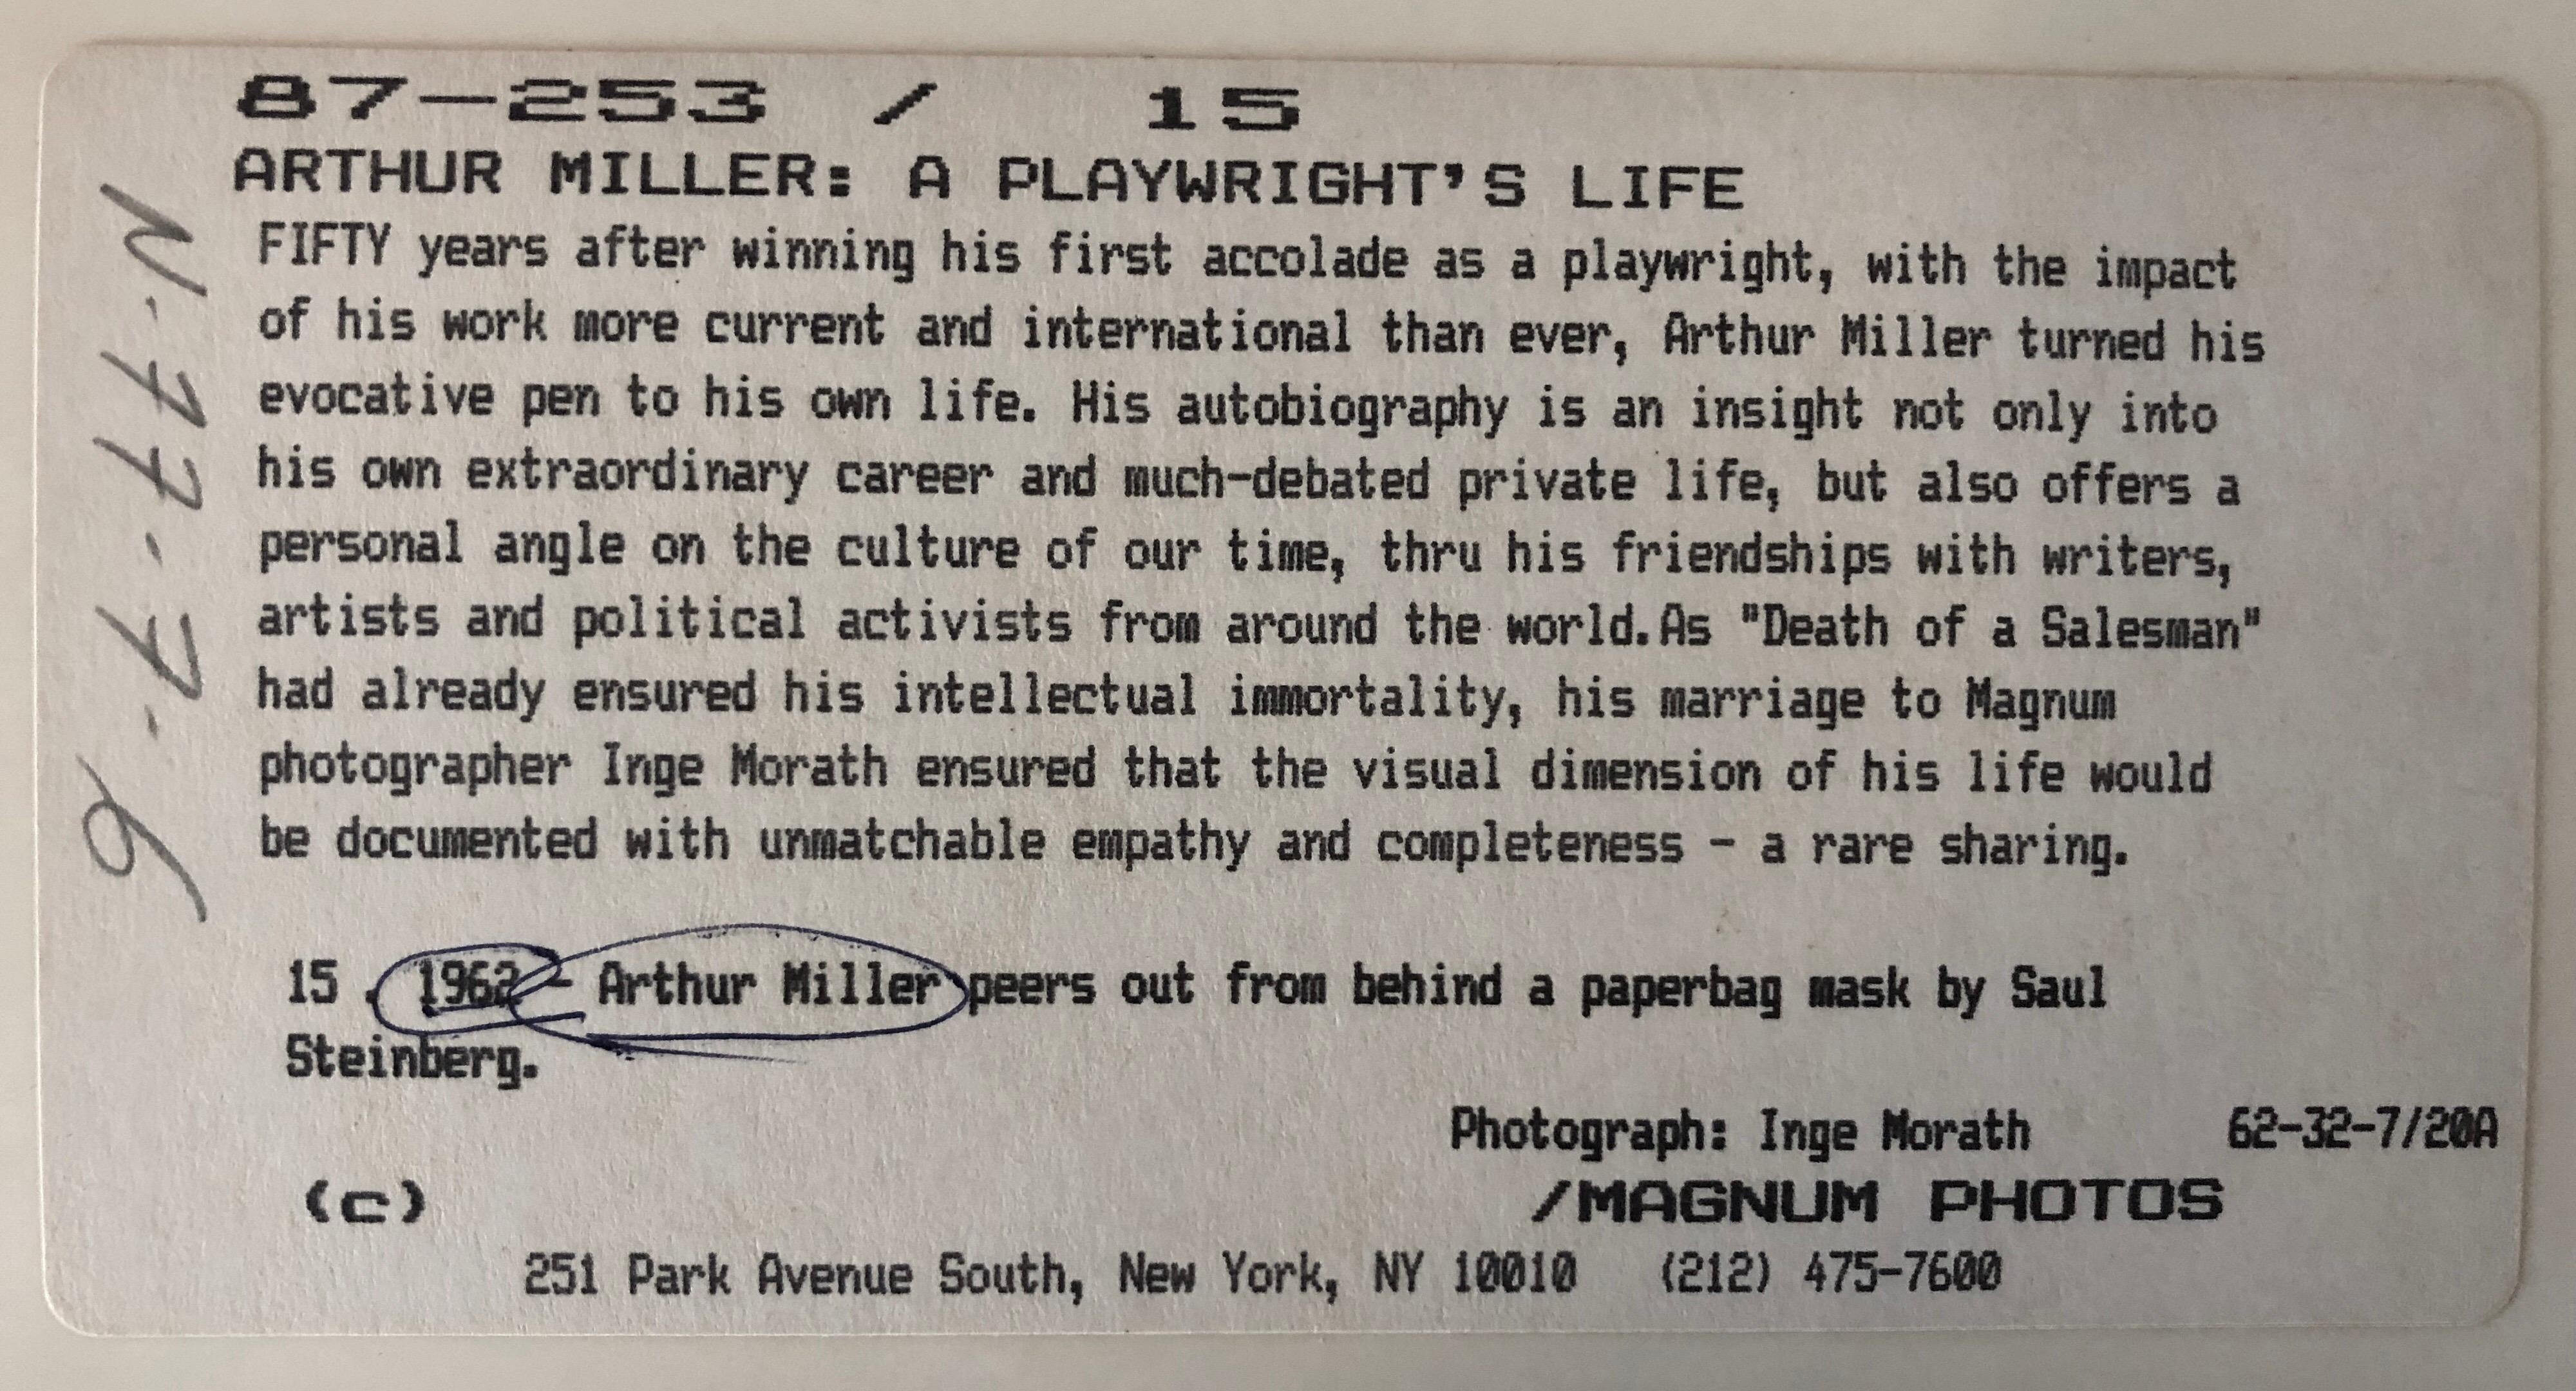 87-253 / 15
ARTHUR MILLER: A PLAYWRIGHT'S LIFE
FIFTY years after winning his first accolade as a playwright, with the impact
of his work more current and international than ever, Arthur Miller turned his
evocative pen to his own life. His autobiography is an insight not only into
his own extraordinary career and much-debated private life, but also offers a
personal angle on the culture of our time, thru his friendships with writers,
artists and political activists from around the world.As "Death of a Salesman"
had already ensured his intellectual immortality, his marriage to Magnum
photographer Inge Morath ensured that the visual dimension of his life would
be documented with unmatchable empathy and completeness - a rare sharing.
15 . 1962 - Arthur Miller peers out from behind a paperbag mask by Saul
Steinberg.
Photograph: Inge Morath 62-32-7/20A
(c) /MAGNUM PHOTOS
251 Park Avenue South, New York, NY 10010 (212) 475-7600